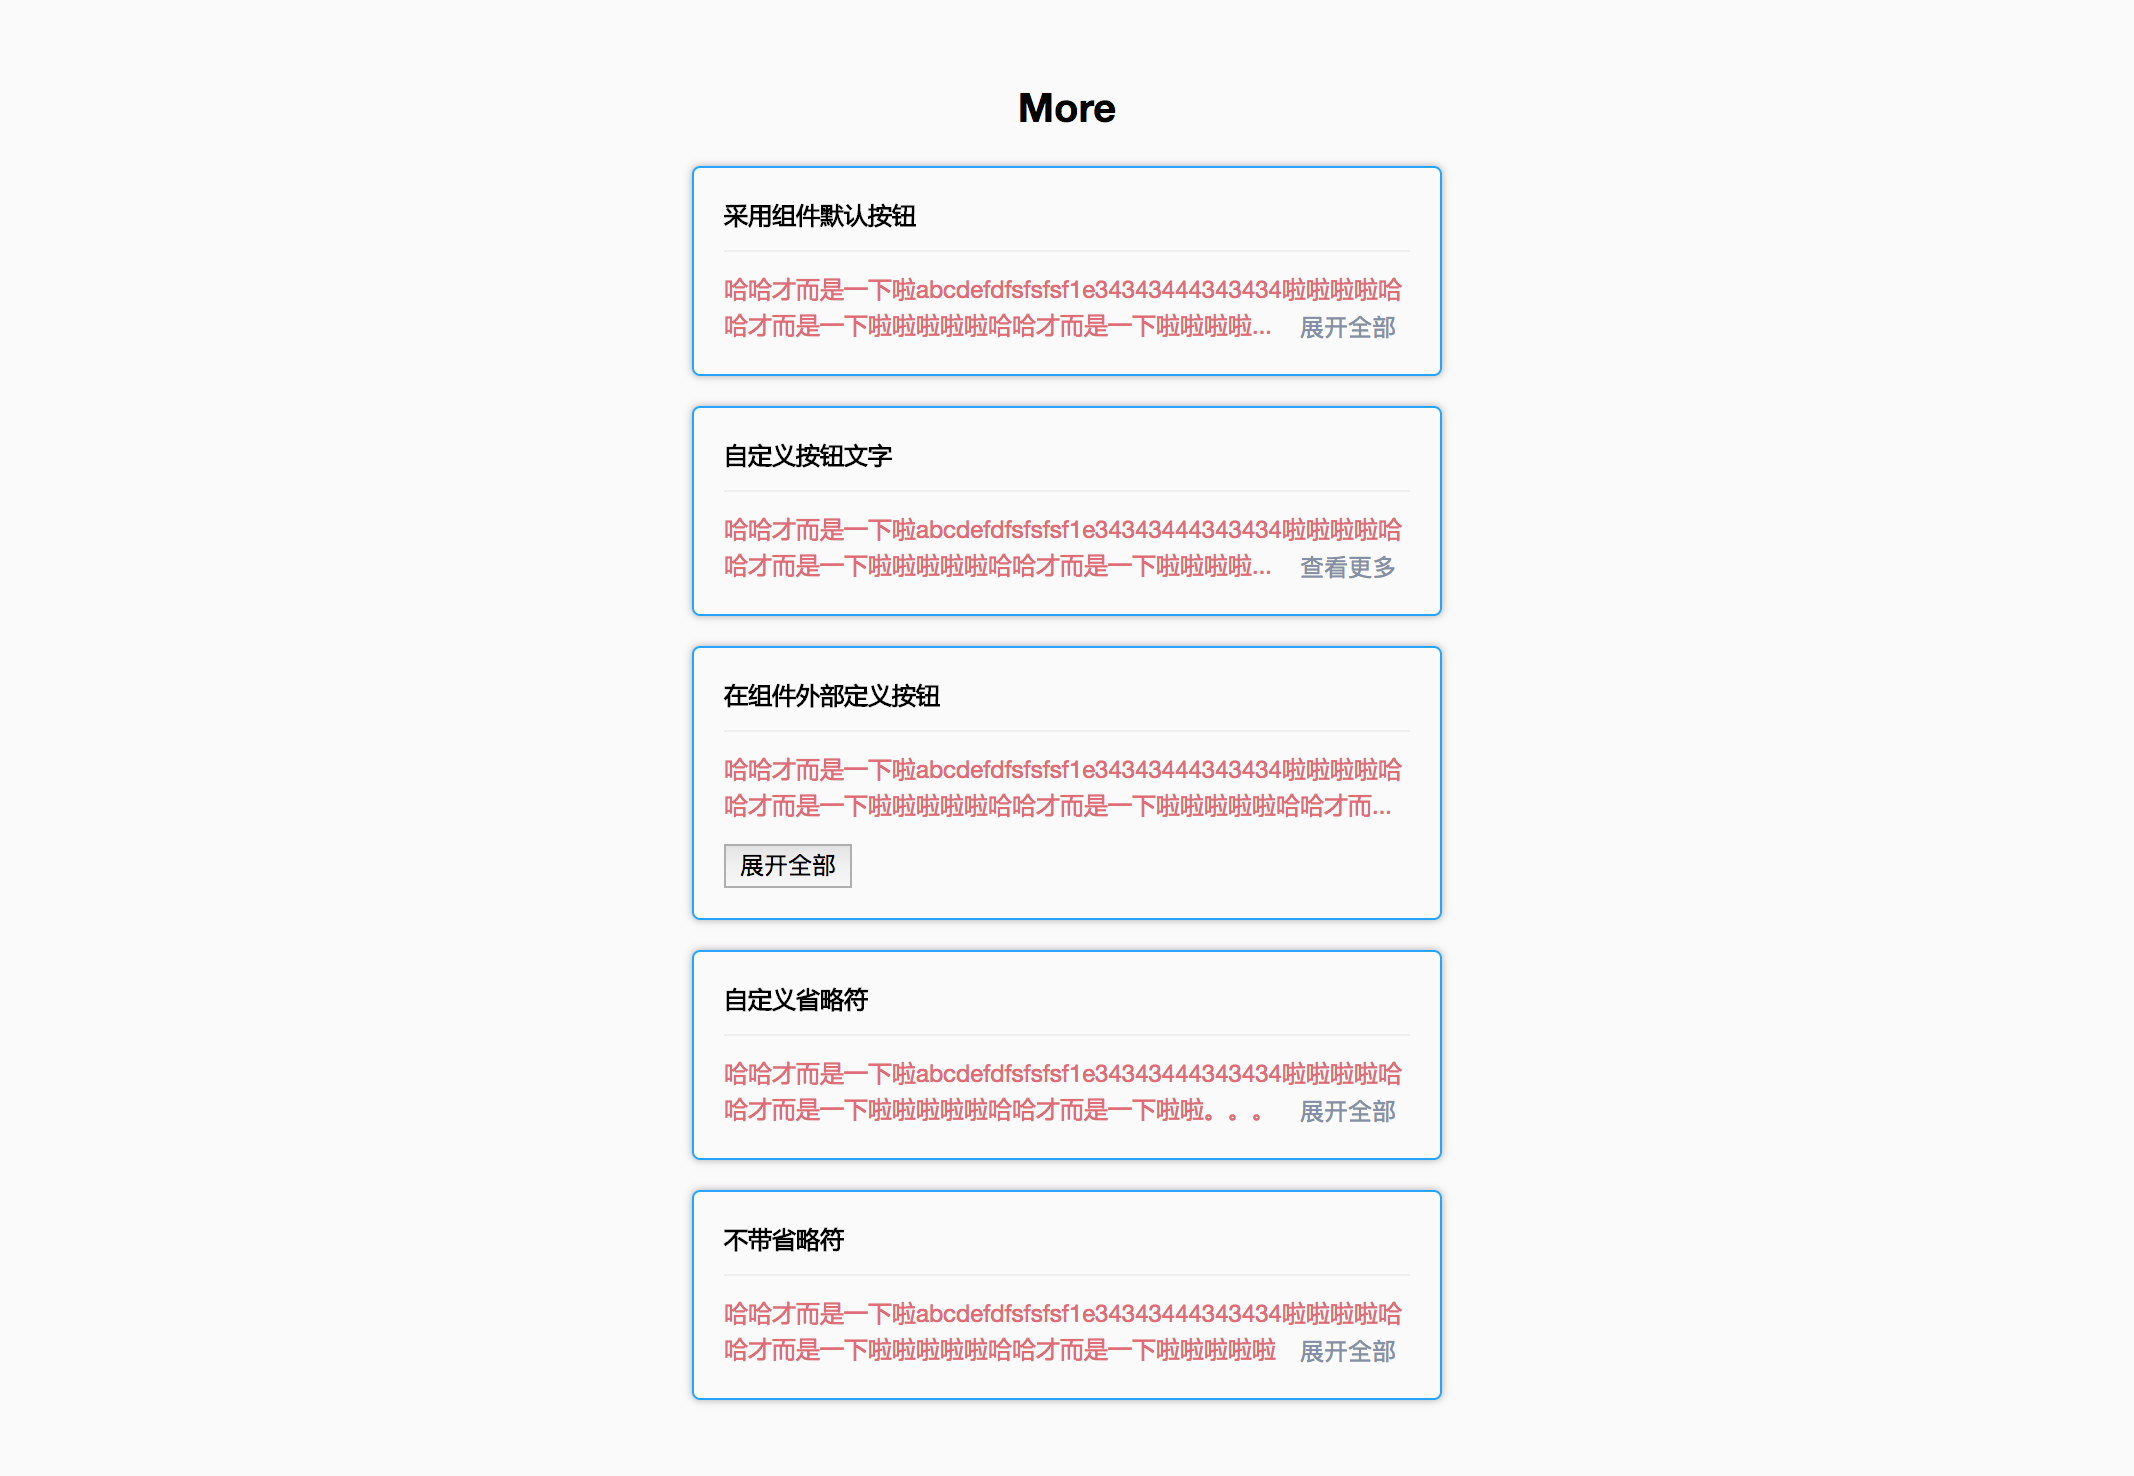 More
采用组件默认按钮
哈哈才而是一下啦abcdefdfsfsfsf1e34343444343434啦啦啦啦哈
哈才而是一下啦啦啦啦啦哈哈才而是一下啦啦啦啦... 展开全部
自定义按钮文字
哈哈才而是一下啦abcdefdfsfsfsf1e34343444343434啦啦啦啦哈
哈才而是一下啦啦啦啦啦哈哈才而是一下啦啦啦啦... 查看更多
在组件外部定义按钮
哈哈才而是一下啦abcdefdfsfsfsf1e34343444343434啦啦啦啦哈
哈才而是一下啦啦啦啦啦哈哈才而是一下啦啦啦啦啦哈哈才而...
展开全部
自定义省略符
哈哈才而是一下啦abcdefdfsfsfsf1e34343444343434啦啦啦啦哈
哈才而是一下啦啦啦啦啦哈哈才而是一下啦啦。。。 展开全部
不带省略符
哈哈才而是一下啦abcdefdfsfsfsf1e34343444343434啦啦啦啦哈
哈才而是一下啦啦啦啦啦哈哈才而是一下啦啦啦啦啦 展开全部